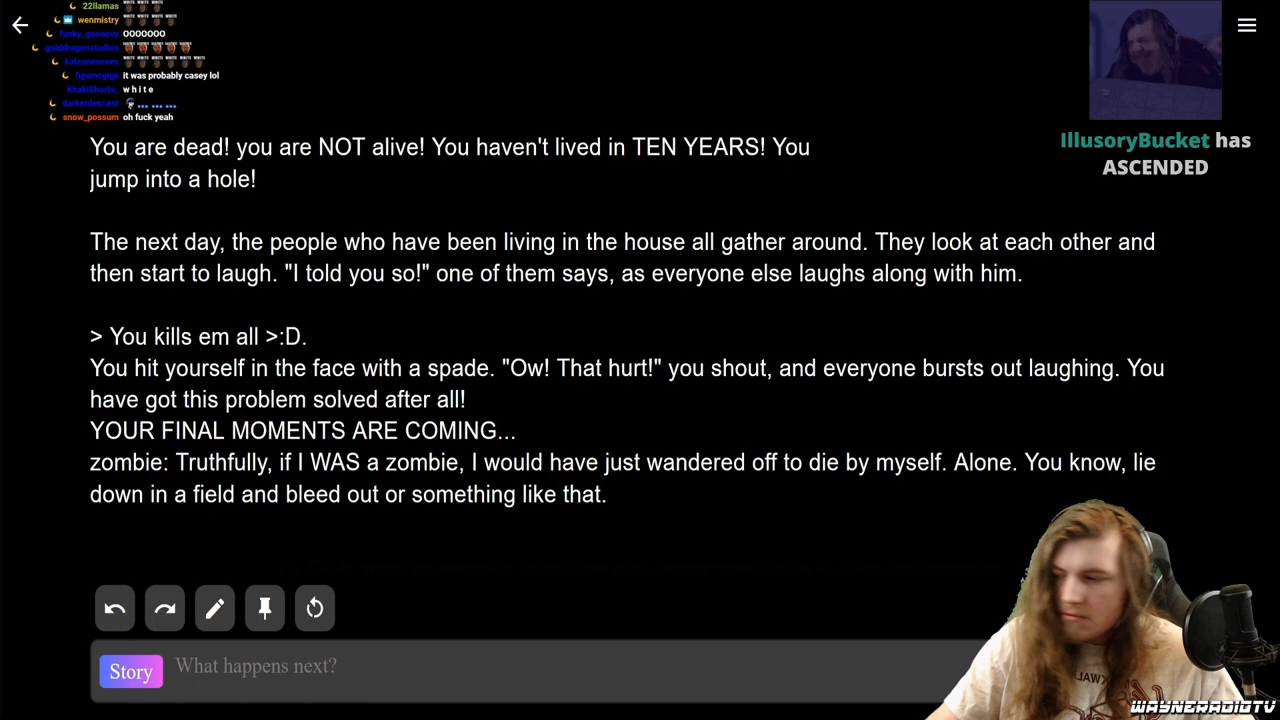 22llamas
wenmistry
funky_goooovy OOOOOOO
golddragonstudios
kalzonenoves
figsmcgigs it was probably casey lol
KhakiShorts_ w h i t e
darkerdescent
snow_possum oh fuck yeah
IllusoryBucket has
ASCENDED
You are dead! you are NOT alive! You haven't lived in TEN YEARS! You
jump into a hole!
The next day, the people who have been living in the house all gather around. They look at each other and
then start to laugh. "I told you so!" one of them says, as everyone else laughs along with him.
> You kills em all >:D.
You hit yourself in the face with a spade. "Ow! That hurt!" you shout, and everyone bursts out laughing. You
have got this problem solved after all!
YOUR FINAL MOMENTS ARE COMING...
zombie: Truthfully, if I WAS a zombie, I would have just wandered off to die by myself. Alone. You know, lie
down in a field and bleed out or something like that.
Story What happens next?
WAYNERADIOTV